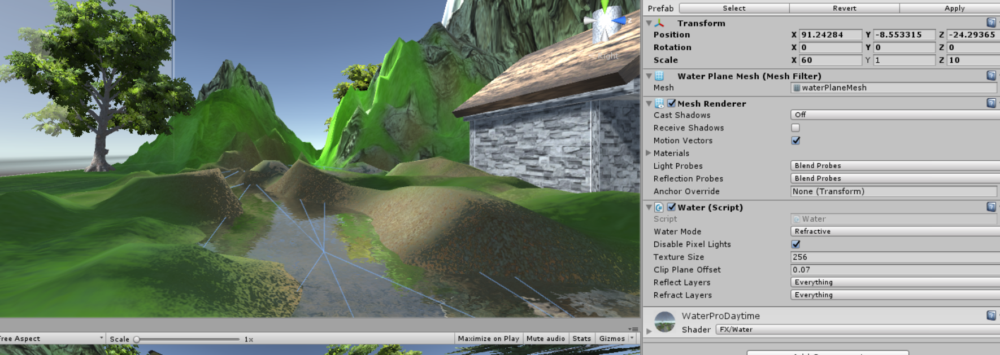 z
Right
Free Aspect
Scale 1x
Maximize on Play Mute audio Stats Gizmos
Prefab Select Revert Apply
Transform
Position X 91.24284 Y -8.553315 Z -24.29365
Rotation X 0 Y 0 Z 0
Scale X 60 Y 1 Z 10
Water Plane Mesh (Mesh Filter)
Mesh waterPlaneMesh
Mesh Renderer
Cast Shadows Off
Receive Shadows
Motion Vectors
Materials
Light Probes Blend Probes
Reflection Probes Blend Probes
Anchor Override None (Transform)
C# Water (Script)
Script Water
Water Mode Refractive
Disable Pixel Lights
Texture Size 256
Clip Plane Offset 0.07
Reflect Layers Everything
Refract Layers Everything
WaterProDaytime
Shader FX/Water